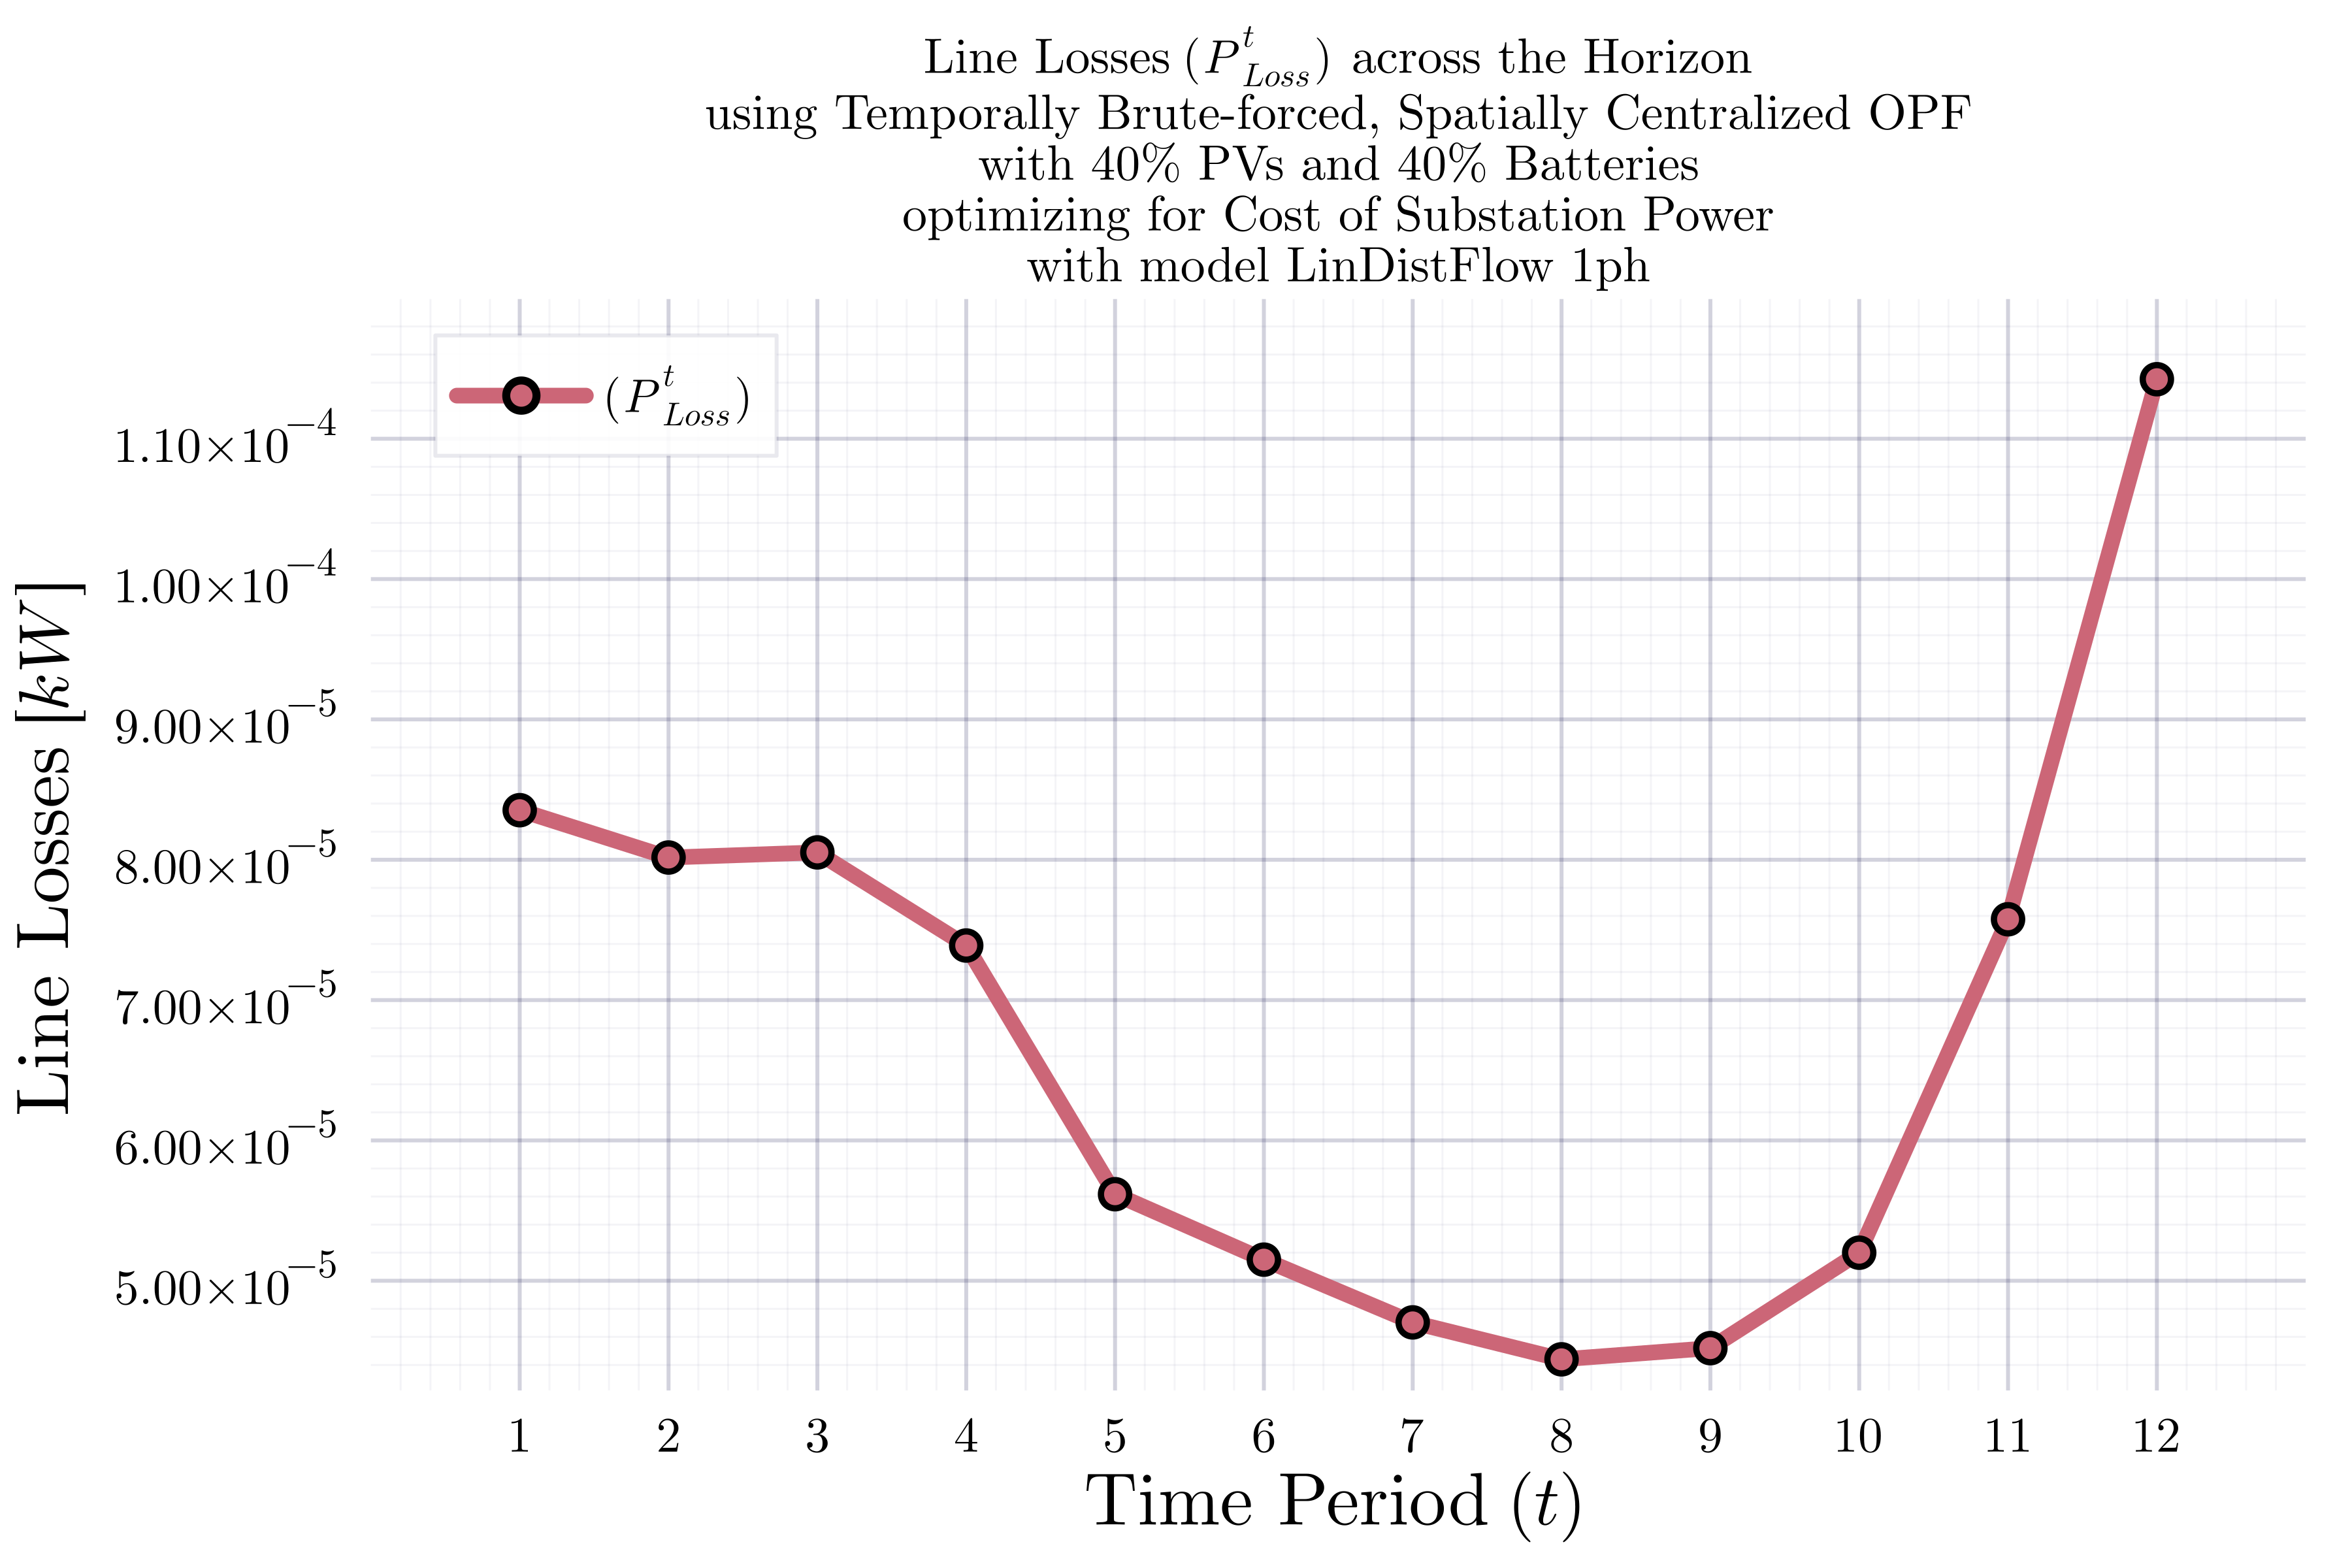 Line Losses (P^t_Loss) across the Horizon
using Temporally Brute-forced, Spatially Centralized OPF
with 40% PVs and 40% Batteries
optimizing for Cost of Substation Power
with model LinDistFlow 1ph
(P^t_Loss)
1.10×10^−4
1.00×10^−4
9.00×10^−5
8.00×10^−5
7.00×10^−5
6.00×10^−5
5.00×10^−5
Line Losses [kW]
1 2 3 4 5 6 7 8 9 10 11 12
Time Period (t)